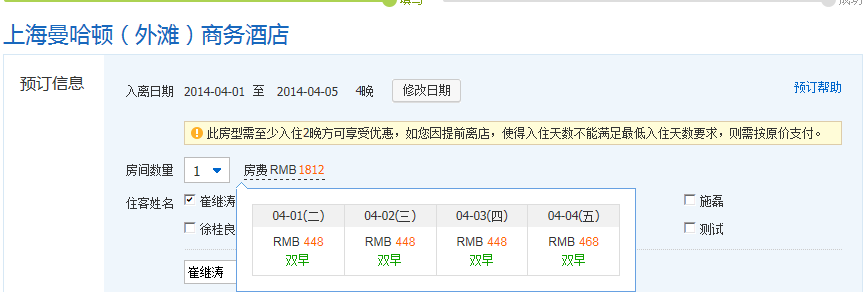 填写
成功
上海曼哈顿（外滩）商务酒店
预订信息
入离日期 2014-04-01 至 2014-04-05 4晚 修改日期 预订帮助
此房型需至少入住2晚方可享受优惠，如您因提前离店，使得入住天数不能满足最低入住天数要求，则需按原价支付。
房间数量 1 房费 RMB 1812
住客姓名 崔维涛 施磊
徐桂良 测试
崔维涛
04-01(二) 04-02(三) 04-03(四) 04-04(五)
RMB 448 RMB 448 RMB 448 RMB 468
双早 双早 双早 双早